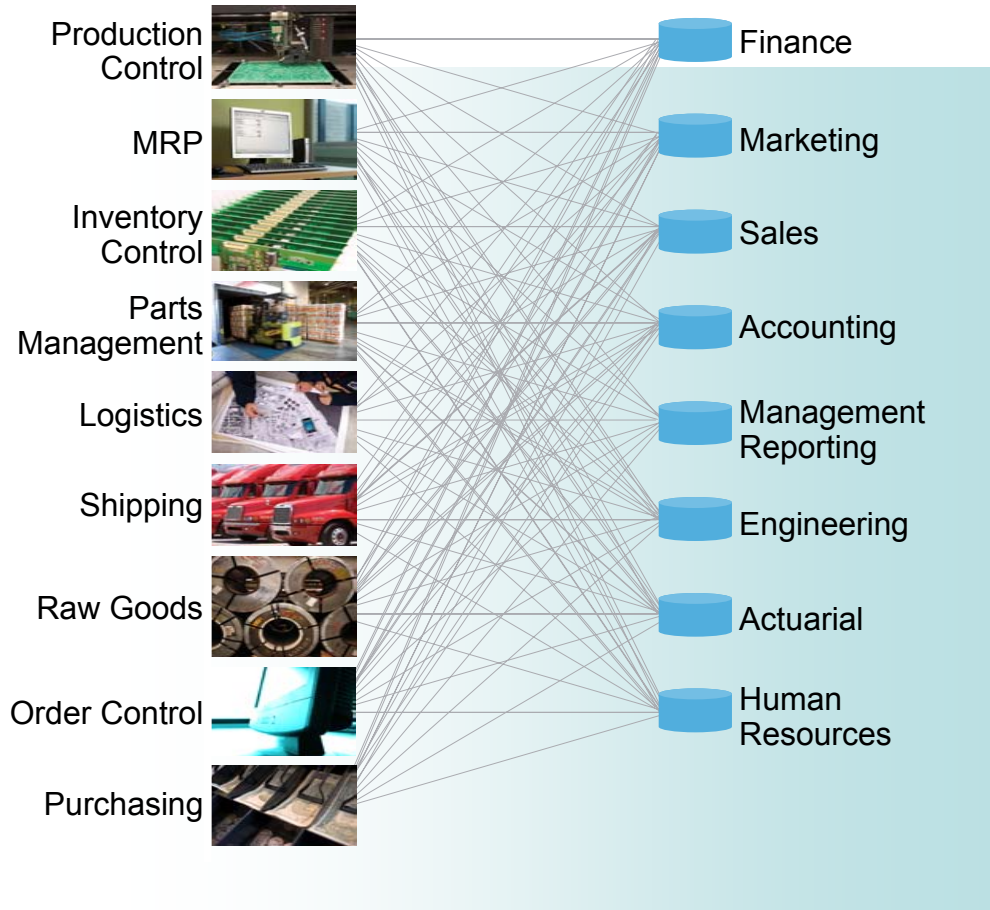 Production
Control
MRP
Inventory
Control
Parts
Management
Logistics
Shipping
Raw Goods
Order Control
Purchasing
Finance
Marketing
Sales
Accounting
Management
Reporting
Engineering
Actuarial
Human
Resources